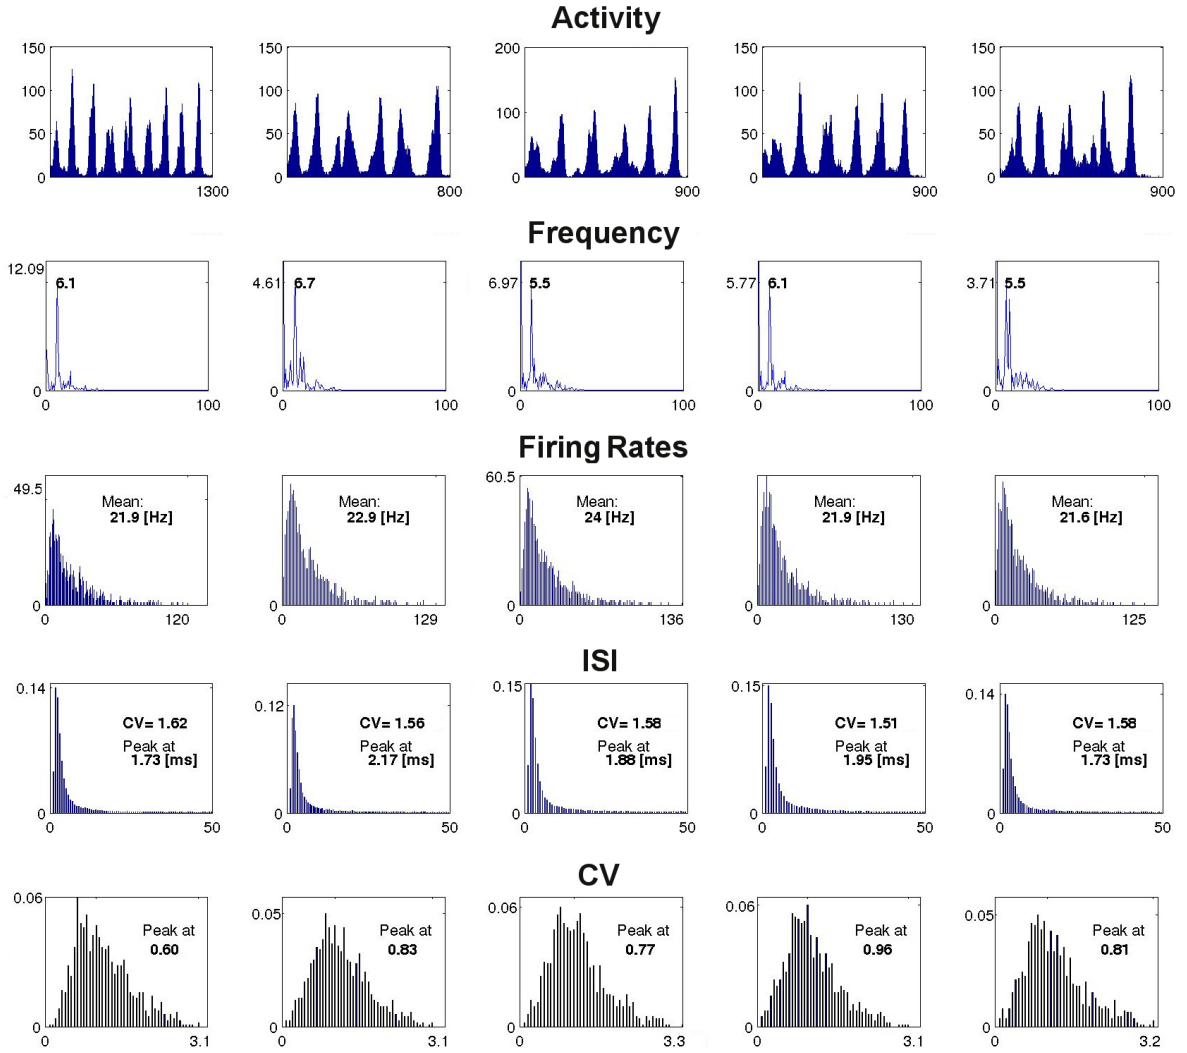 Activity
150 150 200 150 150
100 100 100 100
100
50 50 50 50
0 0 0 0 0
1300 800 900 900 900
Frequency
12.09 6.1 4.61 6.7 6.97 5.5 5.77 6.1 3.71 5.5
0 0 0 0 0
0 100 0 100 0 100 0 100 0 100
Firing Rates
49.5 60.5
Mean: Mean: Mean: Mean: Mean:
21.9 [Hz] 22.9 [Hz] 24 [Hz] 21.9 [Hz] 21.6 [Hz]
0 0 0 0 0
0 120 0 129 0 136 0 130 0 125
ISI
0.14 0.12 0.15 0.15 0.14
CV= 1.62 CV= 1.56 CV= 1.58 CV= 1.51 CV= 1.58
Peak at Peak at Peak at Peak at Peak at
1.73 [ms] 2.17 [ms] 1.88 [ms] 1.95 [ms] 1.73 [ms]
0 0 0 0 0
0 50 0 50 0 50 0 50 0 50
CV
0.06 0.05 0.06 0.06 0.05
Peak at Peak at Peak at Peak at Peak at
0.60 0.83 0.77 0.96 0.81
0 0 0 0 0
0 3.1 0 3.1 0 3.3 0 3.1 0 3.2